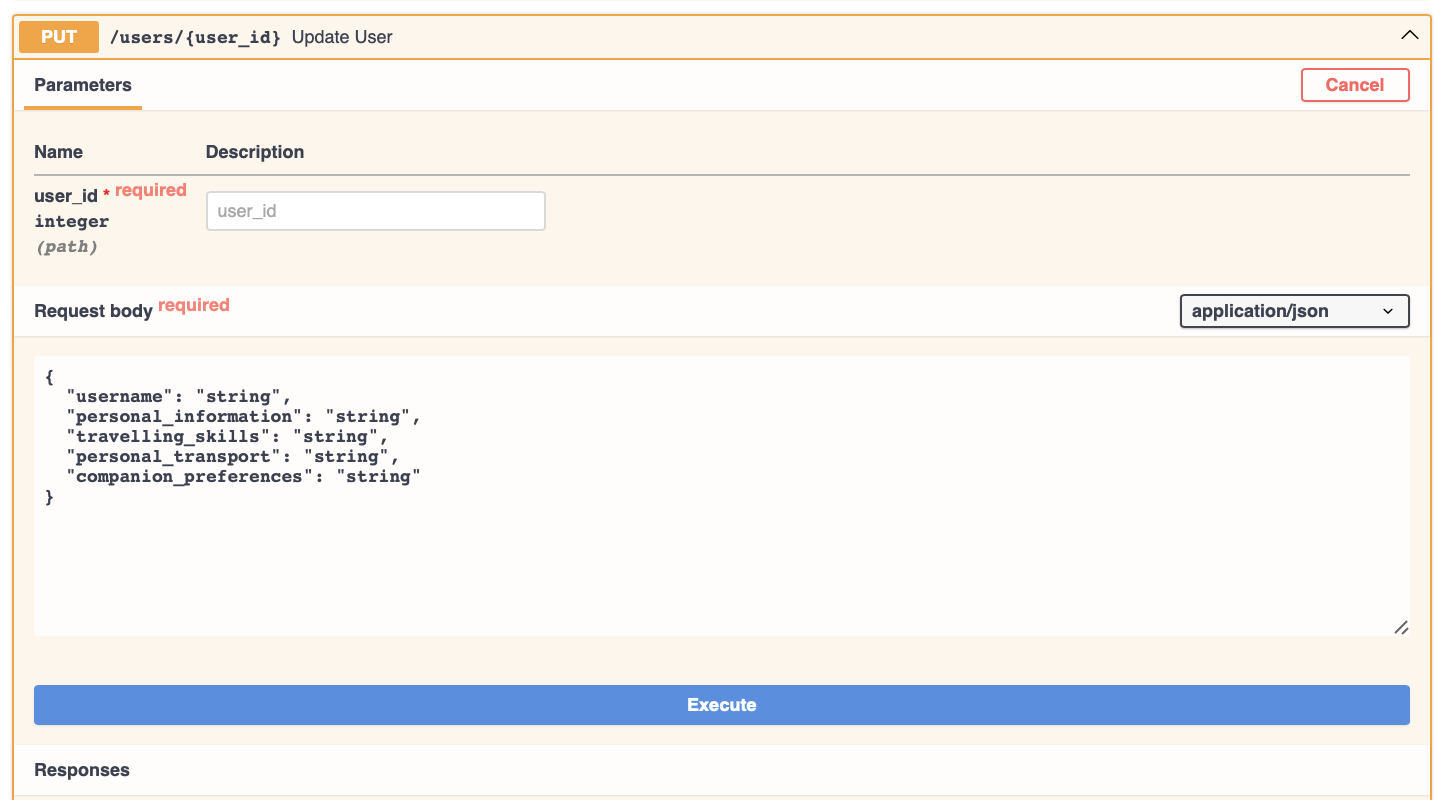 PUT /users/{user_id} Update User
Parameters
Cancel
Name Description
user_id * required
integer
(path)
user_id
Request body required
application/json
{
  "username": "string",
  "personal_information": "string",
  "travelling_skills": "string",
  "personal_transport": "string",
  "companion_preferences": "string"
}
Execute
Responses